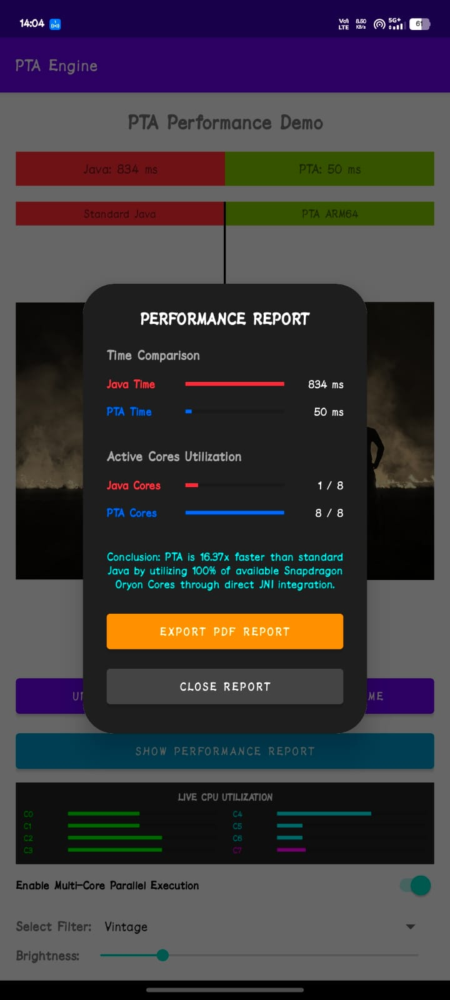 14:04
Vo) LTE 8.50 KB/s 5G+ 61
PTA Engine
PTA Performance Demo
Java: 834 ms
PTA: 50 ms
Standard Java
PTA ARM64
PERFORMANCE REPORT
Time Comparison
Java Time 834 ms
PTA Time 50 ms
Active Cores Utilization
Java Cores 1 / 8
PTA Cores 8 / 8
Conclusion: PTA is 16.37x faster than standard
Java by utilizing 100% of available Snapdragon
Oryon Cores through direct JNI integration.
EXPORT PDF REPORT
CLOSE REPORT
ME
SHOW PERFORMANCE REPORT
LIVE CPU UTILIZATION
C0 C4
C1 C5
C2 C6
C3 C7
Enable Multi-Core Parallel Execution
Select Filter: Vintage
Brightness: